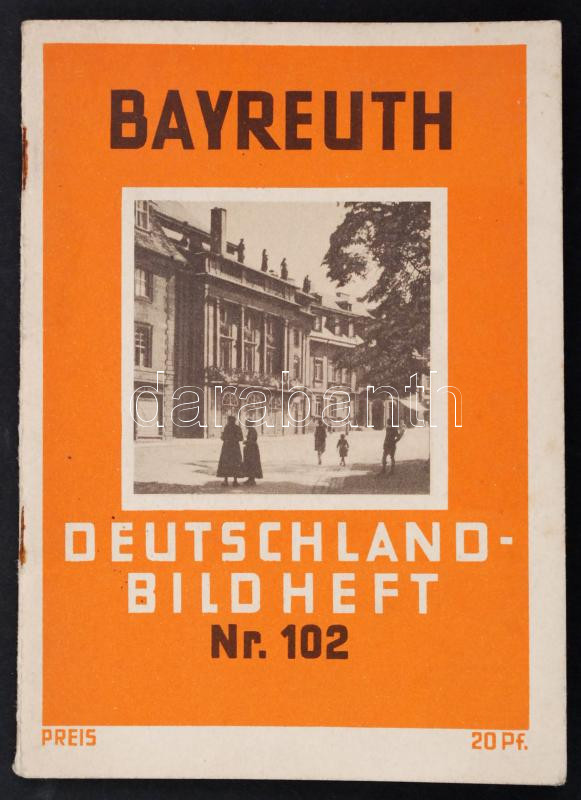 BAYREUTH
darabanth
DEUTSCHLAND-
BILDHEFT
Nr. 102
PREIS 20 Pf.